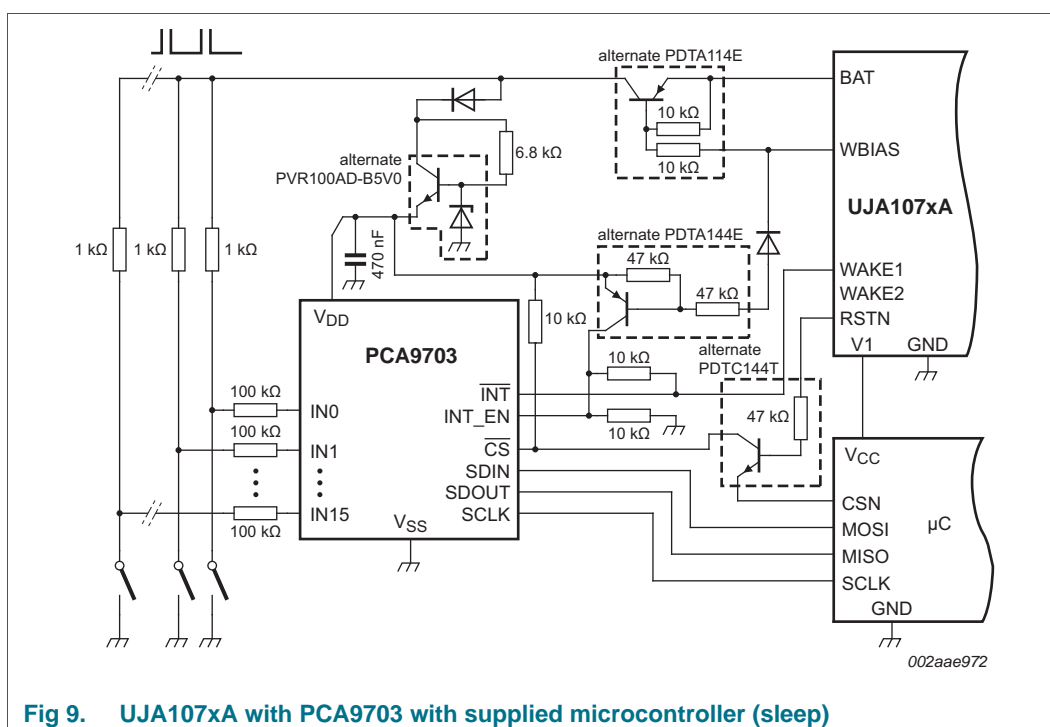 alternate PDTA114E
BAT
10 kΩ
10 kΩ
WBIAS
6.8 kΩ
alternate
PVR100AD-B5V0
UJA107xA
alternate PDTA144E
1 kΩ
1 kΩ
1 kΩ
470 nF
47 kΩ
47 kΩ
WAKE1
WAKE2
RSTN
V1
GND
VDD
10 kΩ
PCA9703
alternate
PDTC144T
10 kΩ
INT
47 kΩ
100 kΩ
IN0
INT_EN
10 kΩ
100 kΩ
IN1
CS
VCC
SDIN
SDOUT
CSN
100 kΩ
IN15
VSS
SCLK
MOSI
µC
MISO
SCLK
GND
002aae972
Fig 9. UJA107xA with PCA9703 with supplied microcontroller (sleep)